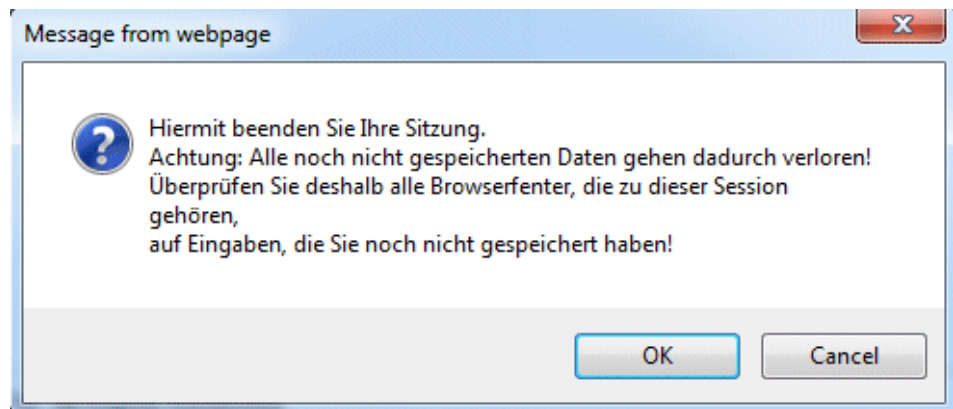 Message from webpage
Hiermit beenden Sie Ihre Sitzung.
Achtung: Alle noch nicht gespeicherten Daten gehen dadurch verloren!
Überprüfen Sie deshalb alle Browserfenter, die zu dieser Session
gehören,
auf Eingaben, die Sie noch nicht gespeichert haben!
OK
Cancel